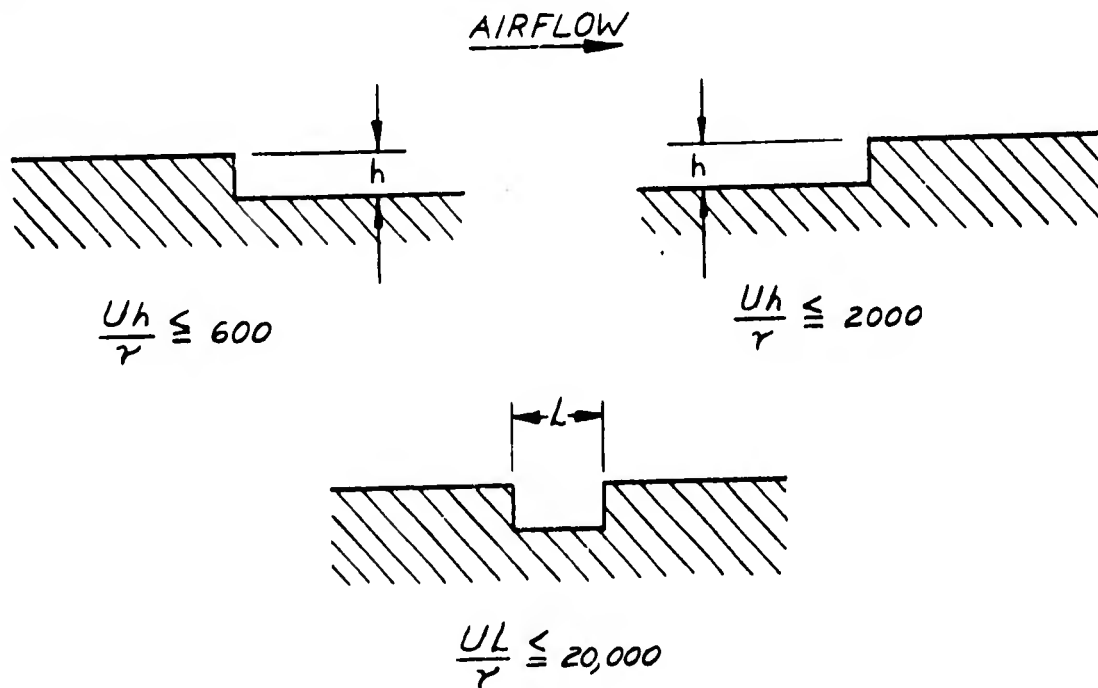 AIRFLOW
h
h
Uh/γ ≦ 600
Uh/γ ≦ 2000
L
UL/γ ≦ 20,000